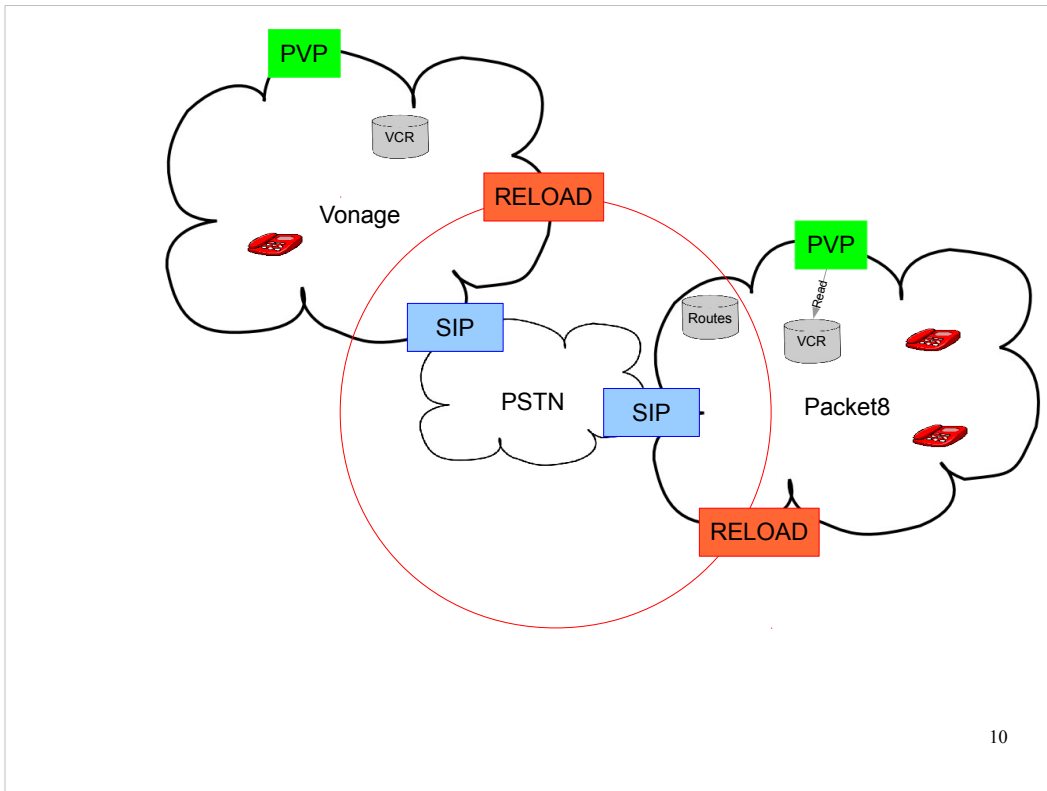 PVP
VCR
RELOAD
Vonage
PVP
Read
Routes
SIP
VCR
PSTN
SIP
Packet8
RELOAD
10